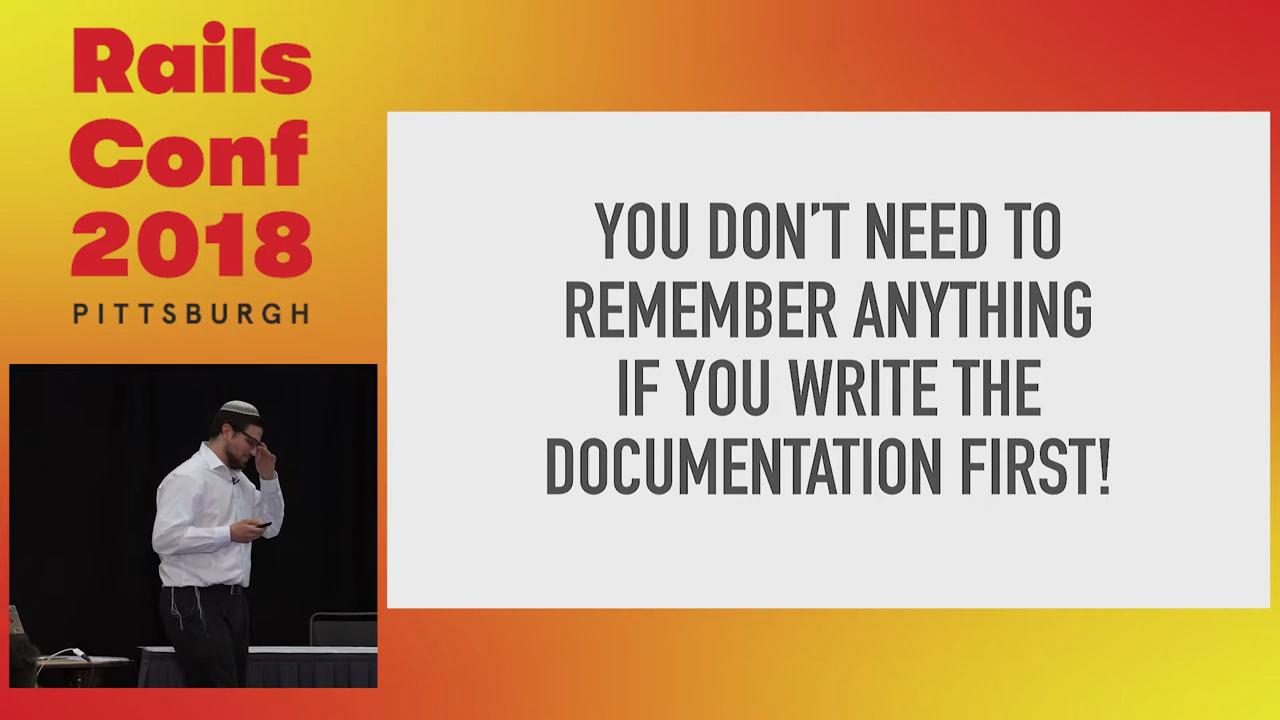 Rails
Conf
2018
PITTSBURGH
YOU DON'T NEED TO
REMEMBER ANYTHING
IF YOU WRITE THE
DOCUMENTATION FIRST!